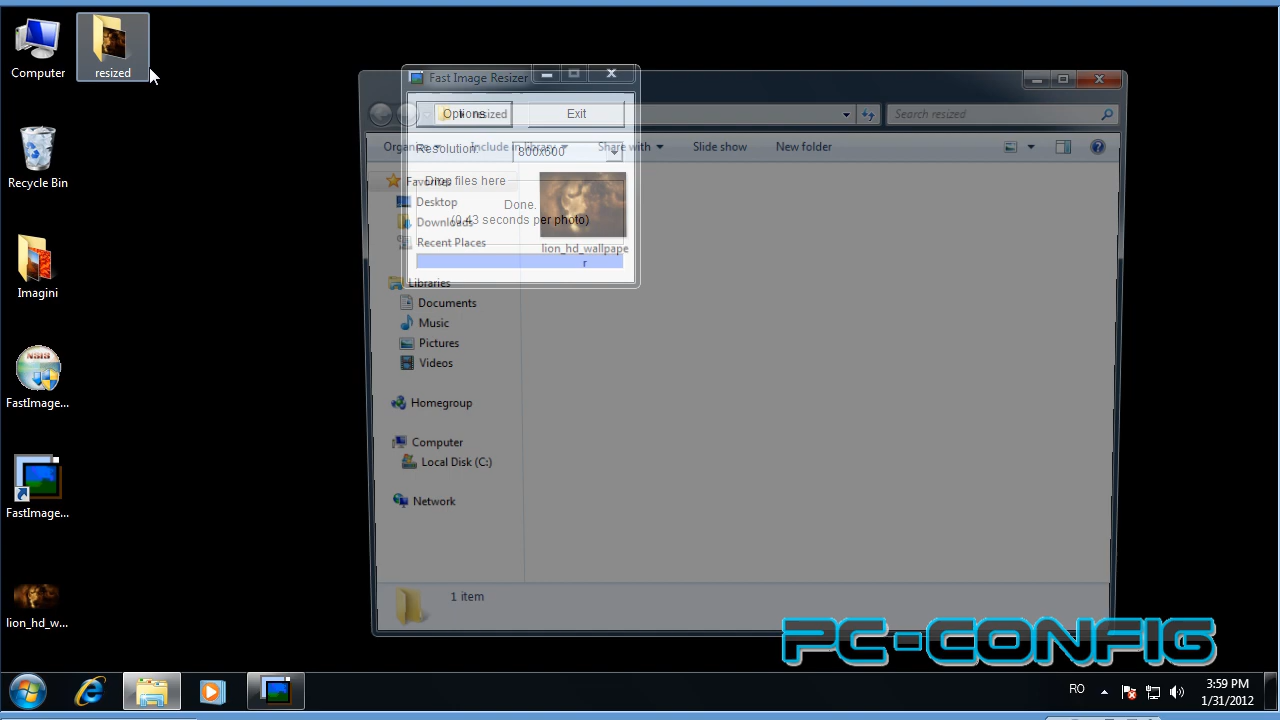 Computer
resized
Recycle Bin
Imagini
FastImage...
FastImage...
lion_hd_w...
Fast Image Resizer
Options
Exit
Resolution:
800x600
Drop files here
Done.
(0.43 seconds per photo)
resized
Search resized
Organize
Include in library
Share with
Slide show
New folder
Favorites
Desktop
Downloads
Recent Places
Libraries
Documents
Music
Pictures
Videos
Homegroup
Computer
Local Disk (C:)
Network
lion_hd_wallpape
r
1 item
PC-CONFIG
RO
3:59 PM
1/31/2012